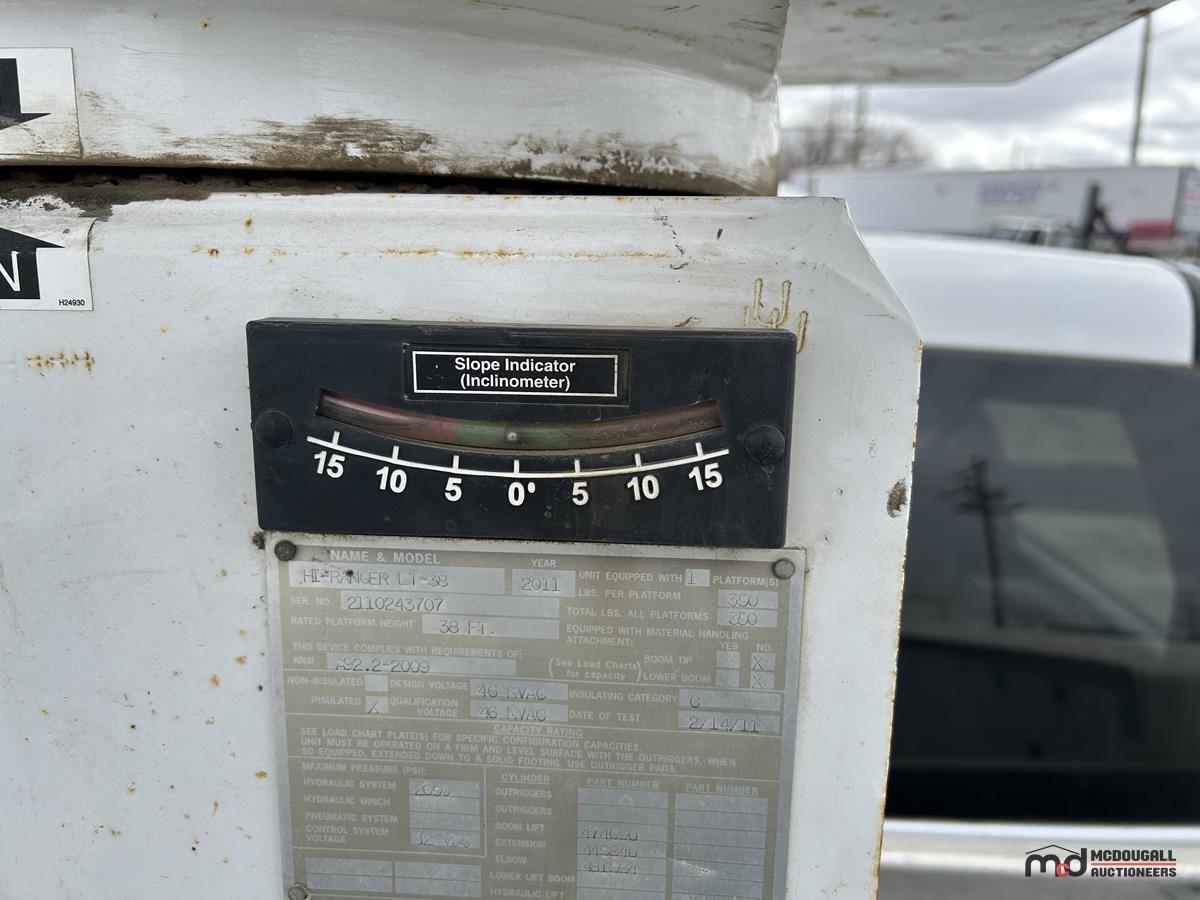 N
H24930
Slope Indicator
(Inclinometer)
15 10 5 0° 5 10 15
NAME & MODEL
HI-RANGER LT-38
YEAR
2011
SER. NO. 2110243707
RATED PLATFORM HEIGHT 38 FT.
THIS DEVICE COMPLIES WITH REQUIREMENTS OF:
ANSI A92.2-2009
UNIT EQUIPPED WITH 1 PLATFORM(S)
LBS. PER PLATFORM 350
TOTAL LBS. ALL PLATFORMS 350
EQUIPPED WITH MATERIAL HANDLING
ATTACHMENT: YES NO.
(See Load Charts for capacity) BOOM TIP X
LOWER BOOM X
NON-INSULATED DESIGN VOLTAGE 46 KVAC INSULATING CATEGORY C
INSULATED X QUALIFICATION VOLTAGE 46 KVAC DATE OF TEST 2/14/11
CAPACITY RATING
SEE LOAD CHART PLATE(S) FOR SPECIFIC CONFIGURATION CAPACITIES.
UNIT MUST BE OPERATED ON A FIRM AND LEVEL SURFACE WITH THE OUTRIGGERS, WHEN
SO EQUIPPED, EXTENDED DOWN TO A SOLID FOOTING. USE OUTRIGGER PADS.
MAXIMUM PRESSURE (PSI):
HYDRAULIC SYSTEM
HYDRAULIC WINCH
PNEUMATIC SYSTEM
CONTROL SYSTEM
VOLTAGE 12
CYLINDER PART NUMBER PART NUMBER
OUTRIGGERS
OUTRIGGERS
BOOM LIFT
EXTENSION
ELBOW
LOWER LIFT BOOM
HYDRAULIC LIFT
mcd MCDOUGALL
AUCTIONEERS